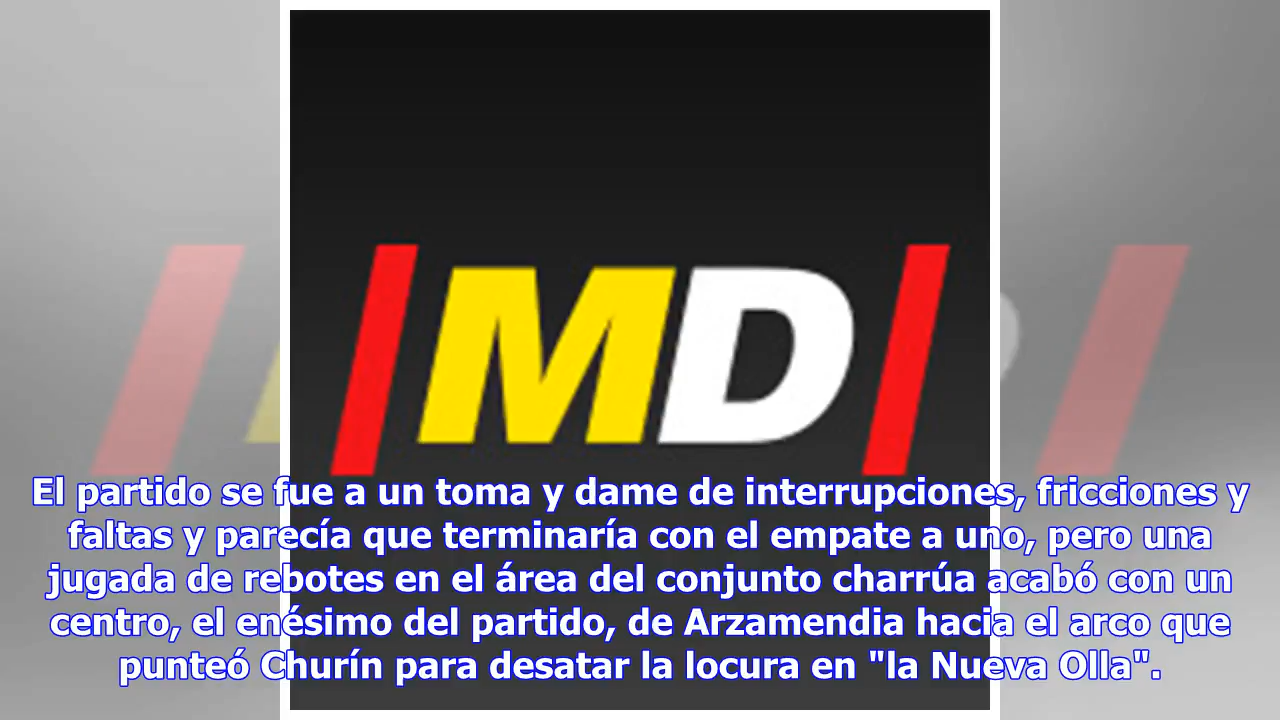 |MD|
El partido se fue a un toma y dame de interrupciones, fricciones y
faltas y parecía que terminaría con el empate a uno, pero una
jugada de rebotes en el área del conjunto charrúa acabó con un
centro, el enésimo del partido, de Arzamendia hacia el arco que
punteó Churín para desatar la locura en "la Nueva Olla".